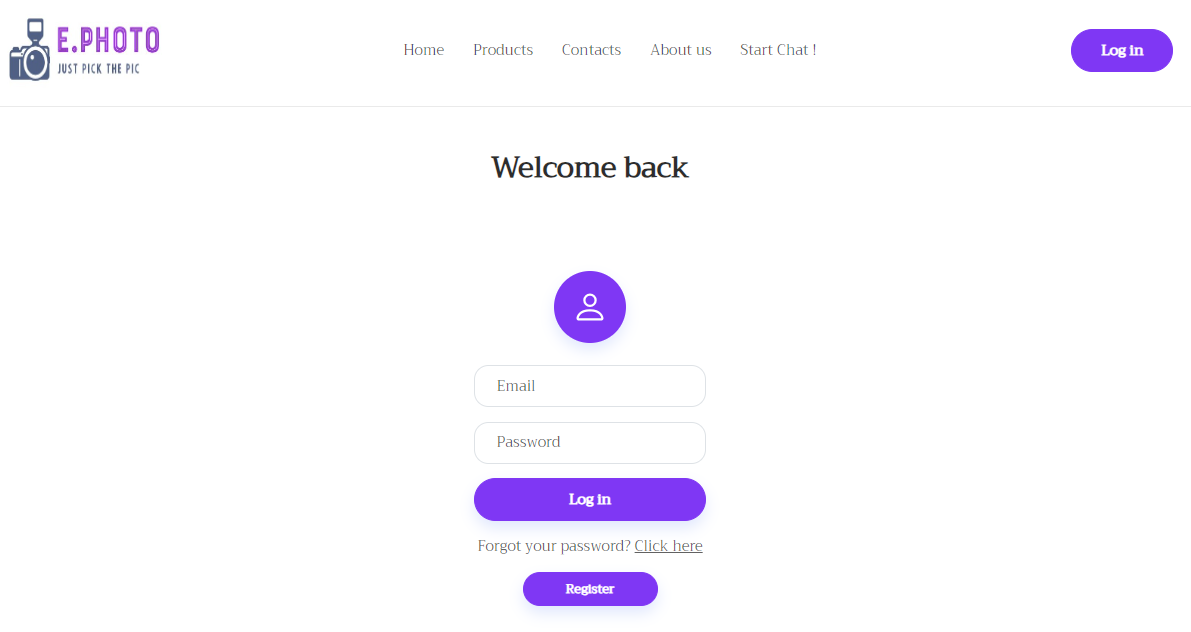 E.PHOTO
JUST PICK THE PIC
Home Products Contacts About us Start Chat !
Log in
Welcome back
Email
Password
Log in
Forgot your password? Click here
Register